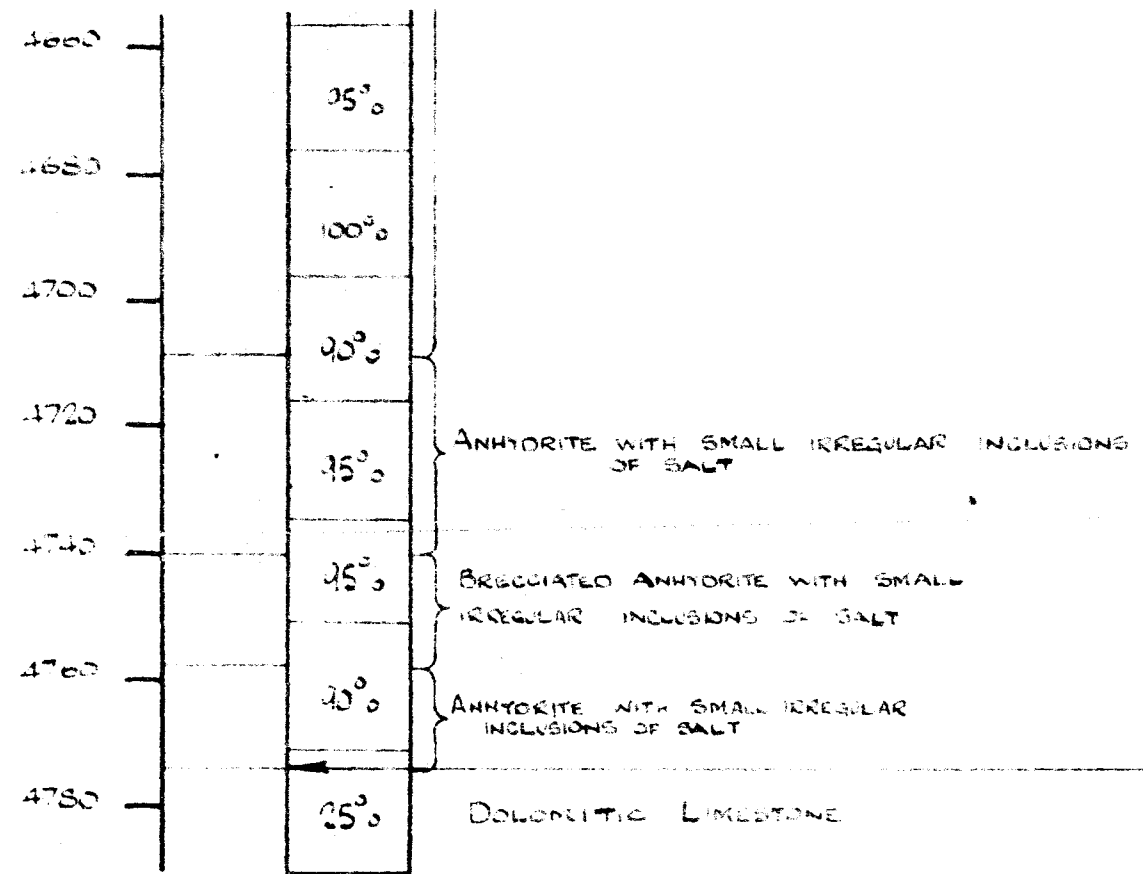 4660
95%
4680
100%
4700
90%
4720
ANHYDRITE WITH SMALL IRREGULAR INCLUSIONS
OF SALT
95%
4740
95%
BRECCIATED ANHYDRITE WITH SMALL
IRREGULAR INCLUSIONS OF SALT
4760
90%
ANHYDRITE WITH SMALL IRREGULAR
INCLUSIONS OF SALT
4780
DOLOMITIC LIMESTONE